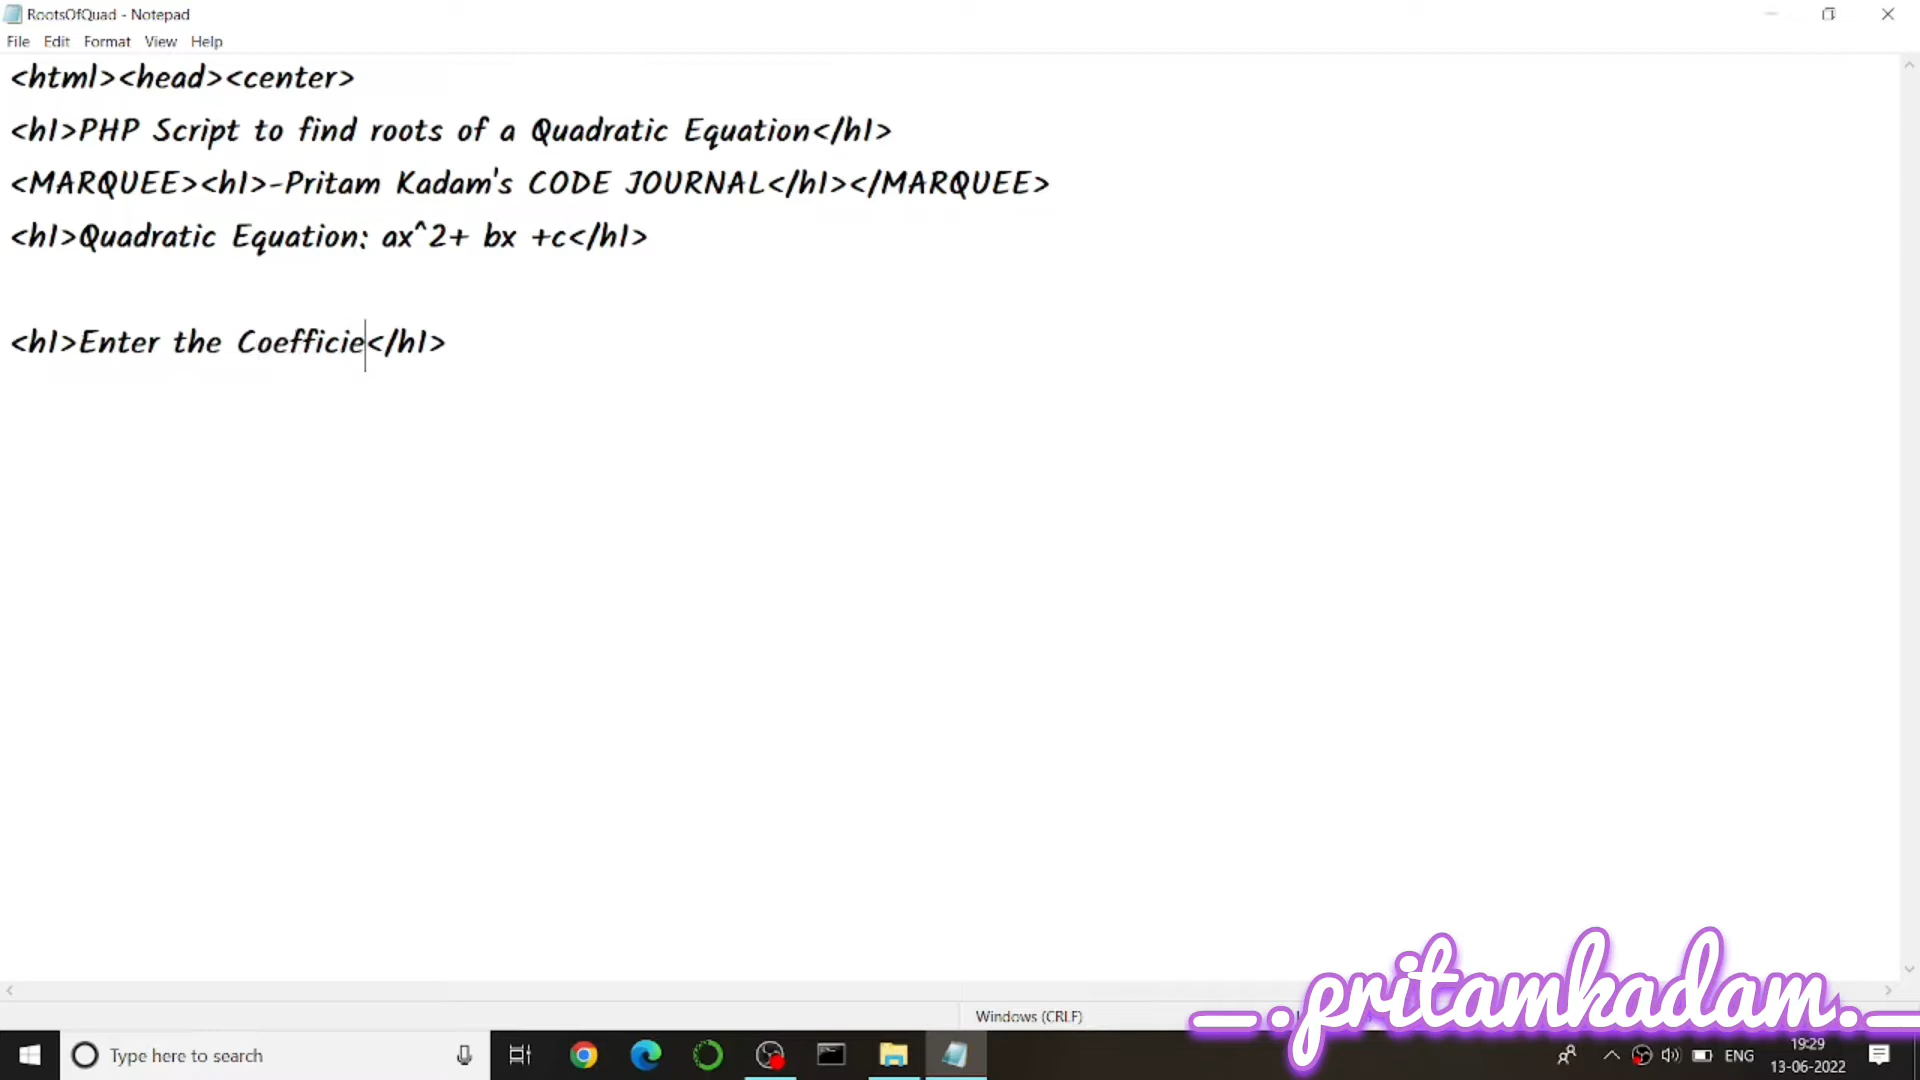 RootsOfQuad - Notepad
File Edit Format View Help
<html><head><center>
<h1>PHP Script to find roots of a Quadratic Equation</h1>
<MARQUEE><h1>-Pritam Kadam's CODE JOURNAL</h1></MARQUEE>
<h1>Quadratic Equation: ax^2+ bx +c</h1>
<h1>Enter the Coefficie</h1>
Windows (CRLF)
_.pritamkadam._
Type here to search
ENG
19:29
13-06-2022